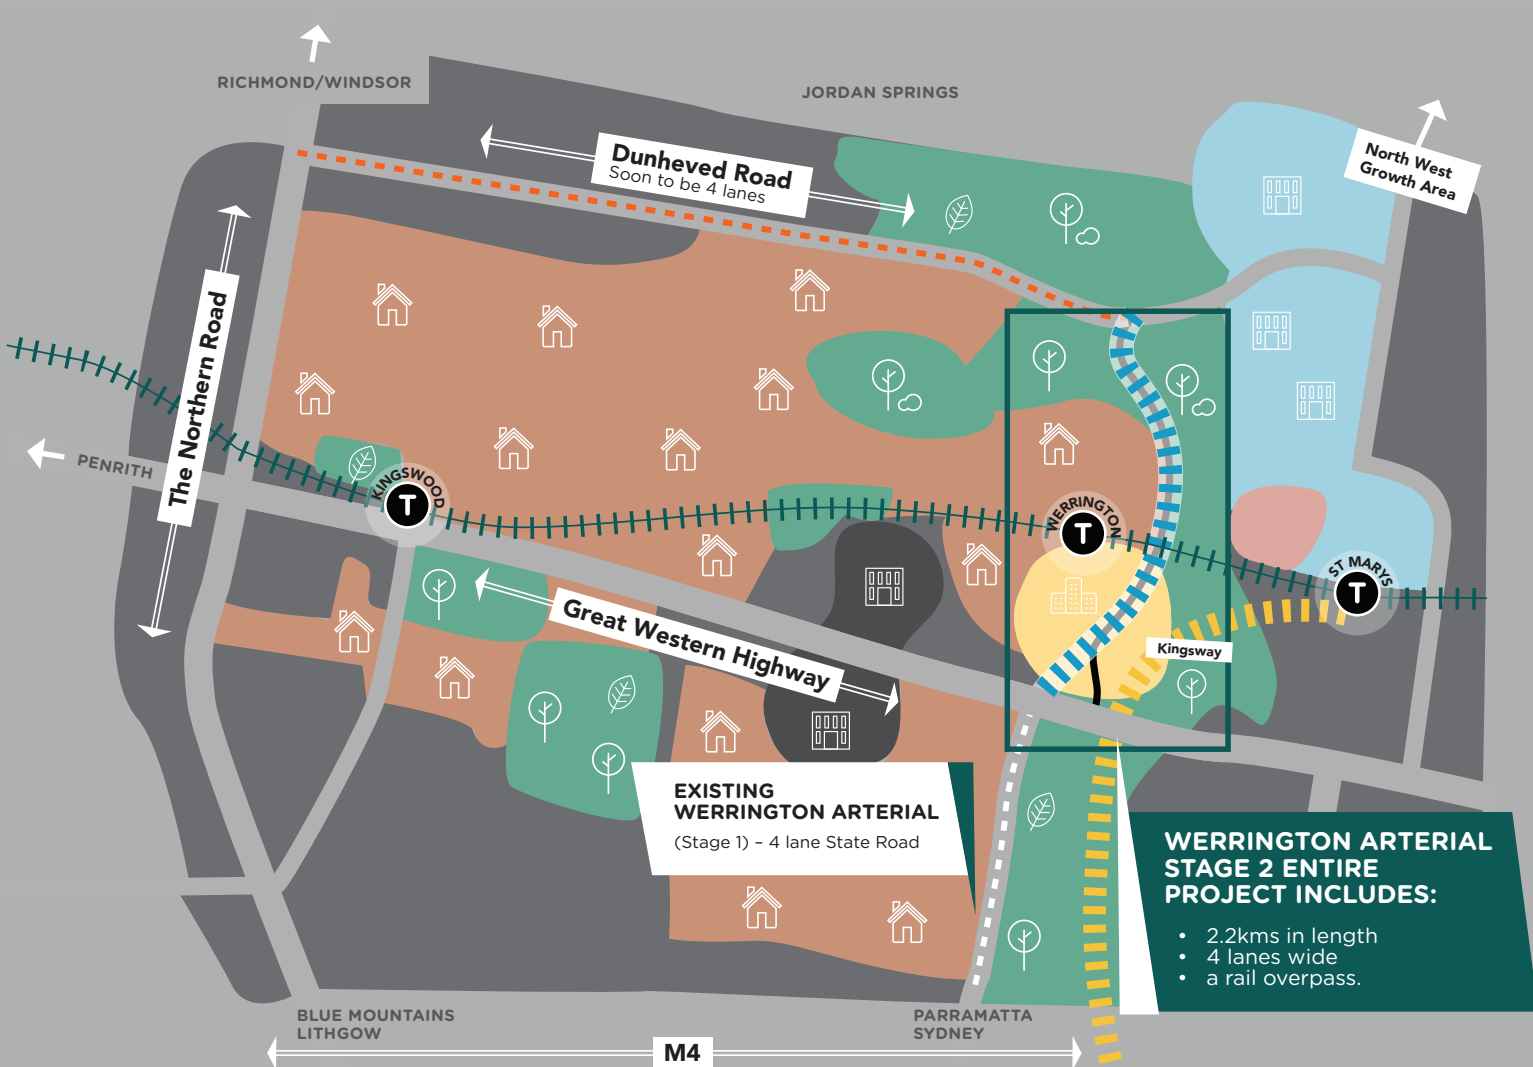 RICHMOND/WINDSOR
JORDAN SPRINGS
North West
Growth Area
Dunheved Road
Soon to be 4 lanes
The Northern Road
PENRITH
KINGSWOOD
T
WERRINGTON
T
ST MARYS
T
Great Western Highway
Kingsway
EXISTING
WERRINGTON ARTERIAL
(Stage 1) – 4 lane State Road
WERRINGTON ARTERIAL
STAGE 2 ENTIRE
PROJECT INCLUDES:
• 2.2kms in length
• 4 lanes wide
• a rail overpass.
BLUE MOUNTAINS
LITHGOW
PARRAMATTA
SYDNEY
M4